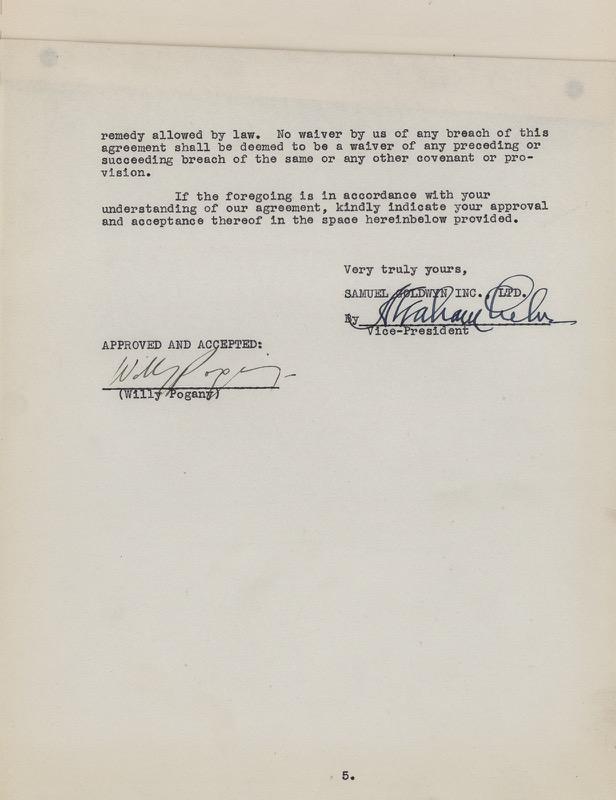 remedy allowed by law.  No waiver by us of any breach of this
agreement shall be deemed to be a waiver of any preceding or
succeeding breach of the same or any other covenant or pro-
vision.
If the foregoing is in accordance with your
understanding of our agreement, kindly indicate your approval
and acceptance thereof in the space hereinbelow provided.
Very truly yours,
SAMUEL GOLDWYN INC., LTD.
By
Vice-President
APPROVED AND ACCEPTED:
Willy Pogany
(Willy Pogany)
5.